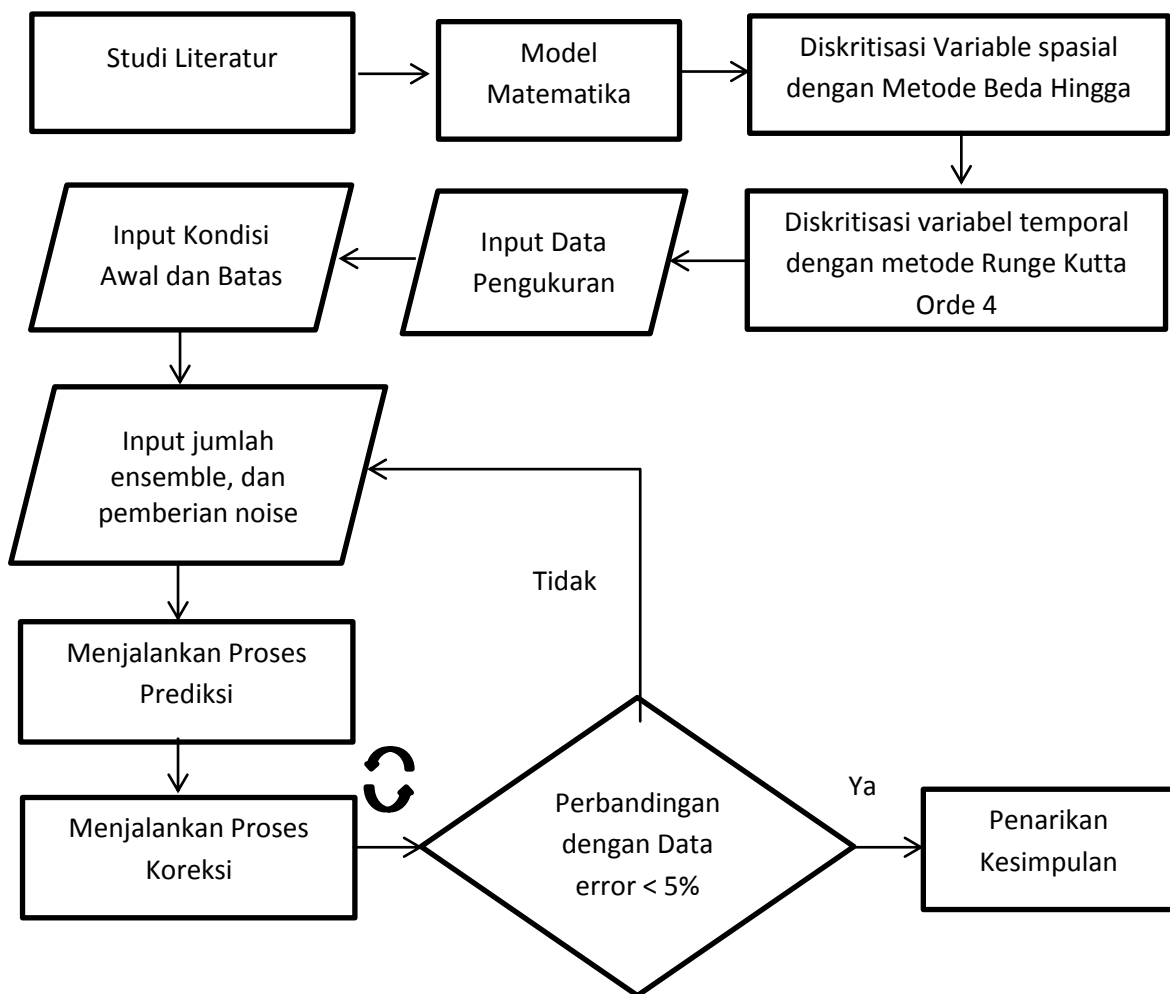 Studi Literatur
Model
Matematika
Diskritisasi Variable spasial
dengan Metode Beda Hingga
Diskritisasi variabel temporal
dengan metode Runge Kutta
Orde 4
Input Data
Pengukuran
Input Kondisi
Awal dan Batas
Input jumlah
ensemble, dan
pemberian noise
Tidak
Menjalankan Proses
Prediksi
Menjalankan Proses
Koreksi
Perbandingan
dengan Data
error < 5%
Ya
Penarikan
Kesimpulan